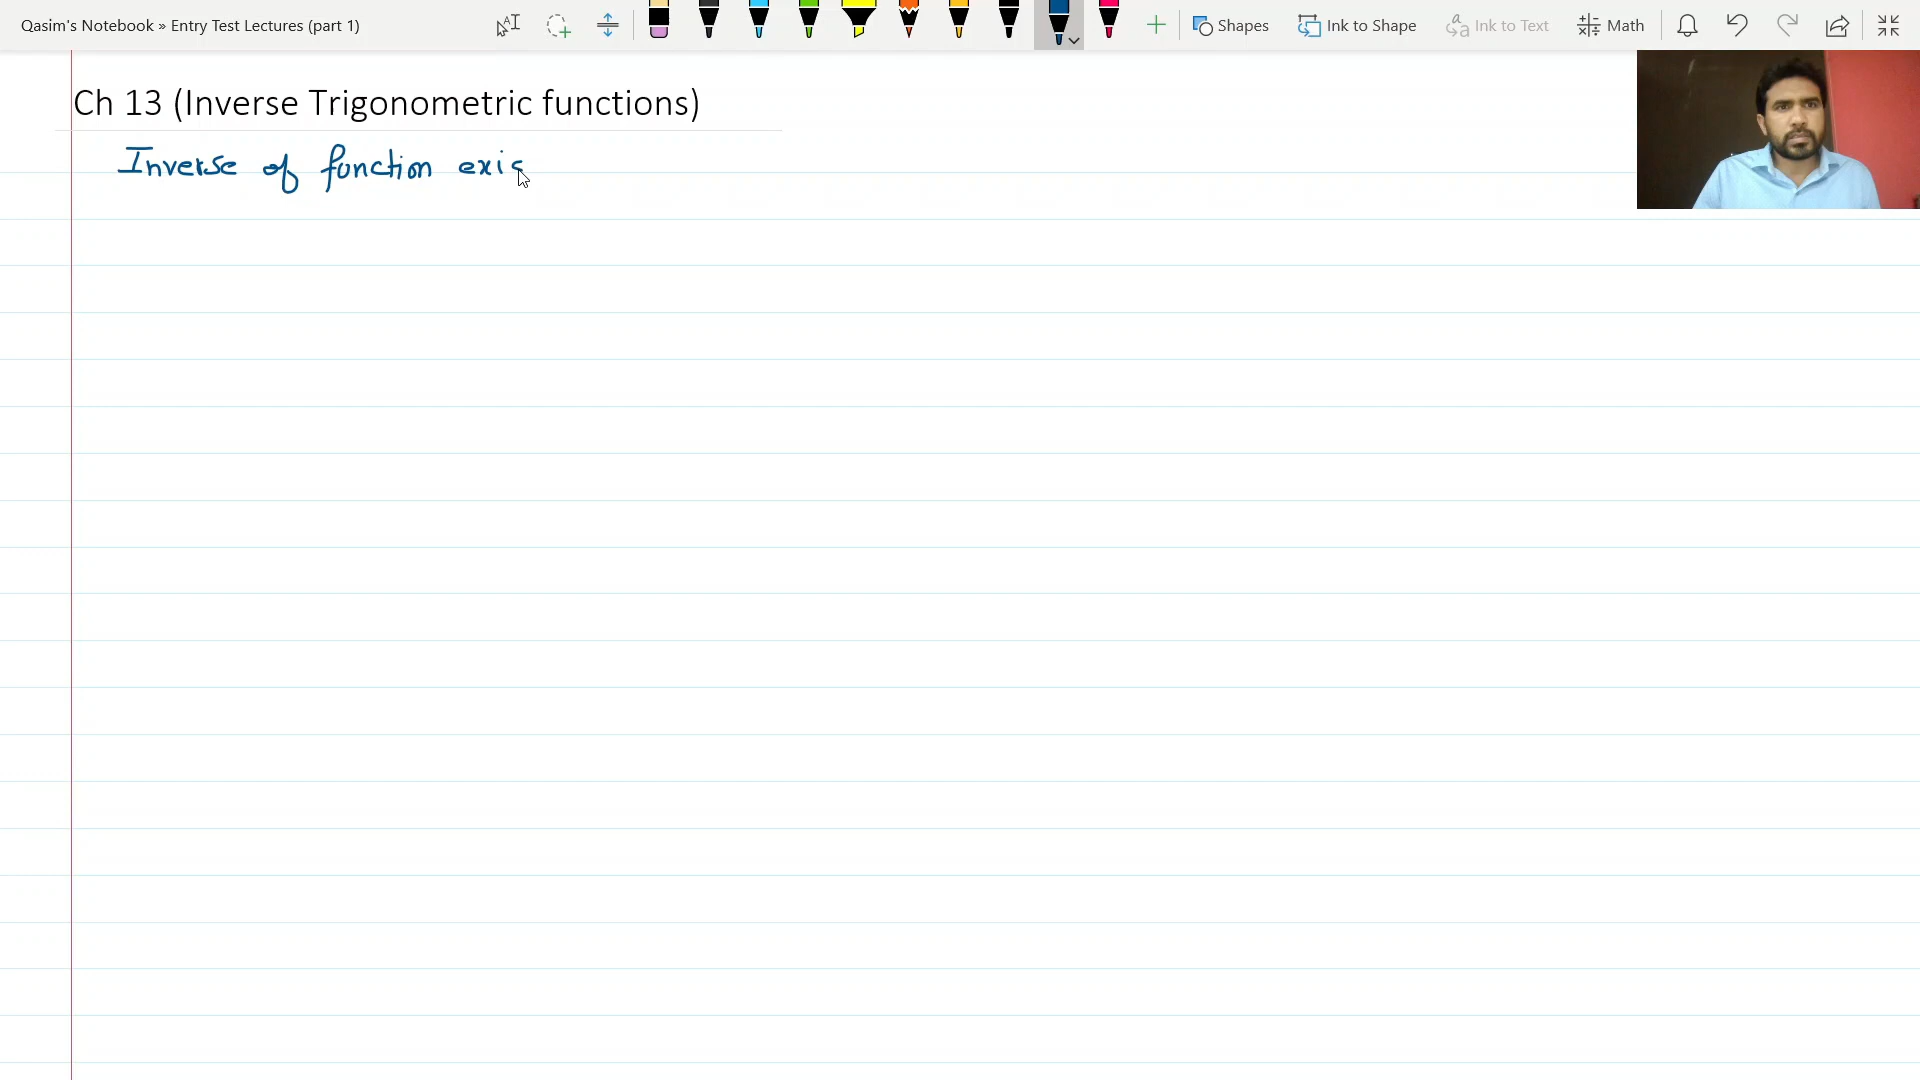 Qasim's Notebook » Entry Test Lectures (part 1)
Shapes
Ink to Shape
Ink to Text
Math
Ch 13 (Inverse Trigonometric functions)
Inverse of function exis